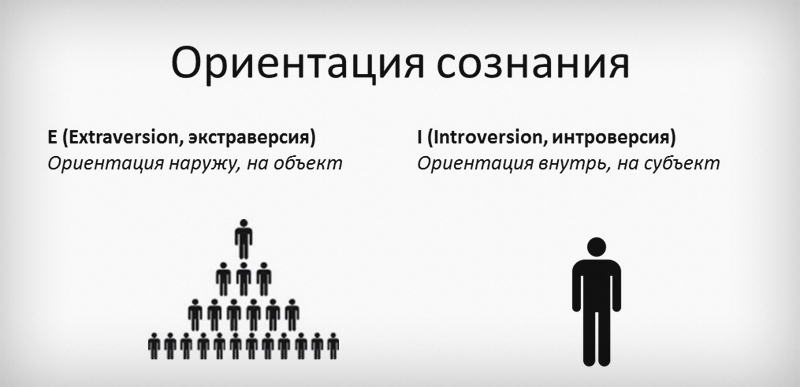 Ориентация сознания
E (Extraversion, экстраверсия)
Ориентация наружу, на объект
I (Introversion, интроверсия)
Ориентация внутрь, на субъект